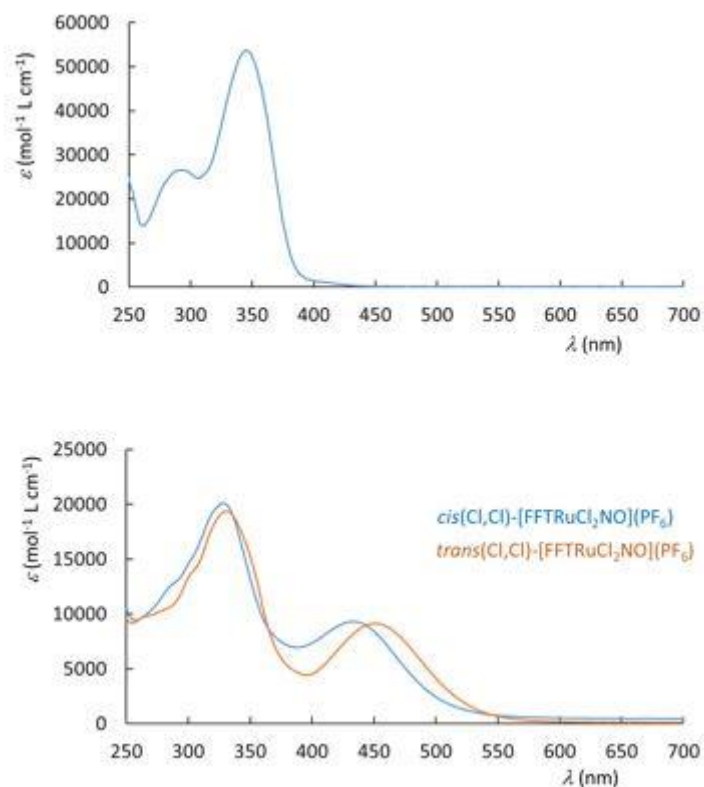 ε (mol-1 L cm-1)
60000
50000
40000
30000
20000
10000
0
250 300 350 400 450 500 550 600 650 700
λ (nm)
ε (mol-1 L cm-1)
25000
20000
15000
10000
5000
0
cis(Cl,Cl)-[FFTRuCl2NO](PF6)
trans(Cl,Cl)-[FFTRuCl2NO](PF6)
250 300 350 400 450 500 550 600 650 700
λ (nm)